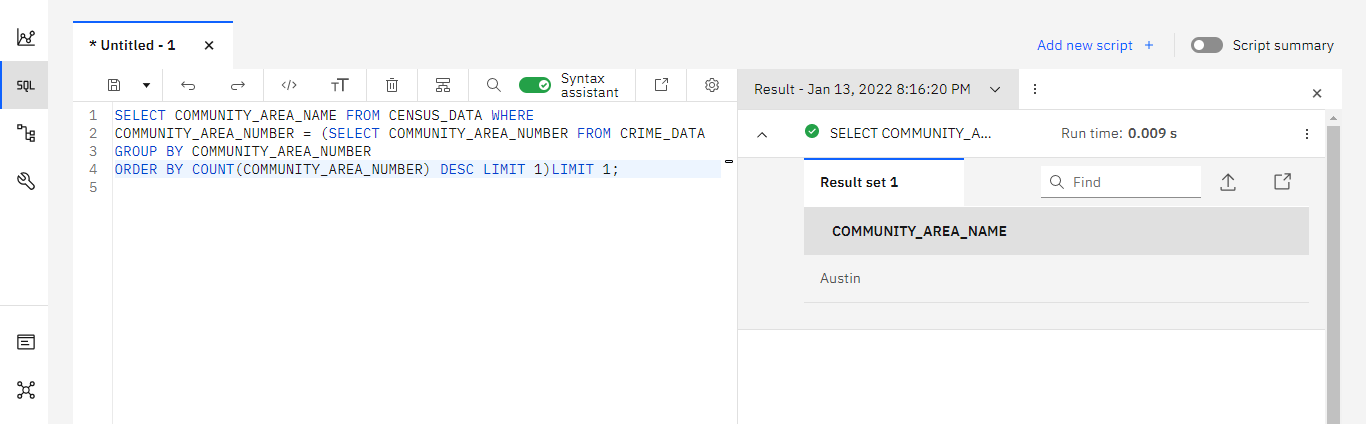 * Untitled - 1 ×
Add new script +
Script summary
SQL
</> TT
Syntax
assistant
Result - Jan 13, 2022 8:16:20 PM
1 SELECT COMMUNITY_AREA_NAME FROM CENSUS_DATA WHERE
2 COMMUNITY_AREA_NUMBER = (SELECT COMMUNITY_AREA_NUMBER FROM CRIME_DATA
3 GROUP BY COMMUNITY_AREA_NUMBER
4 ORDER BY COUNT(COMMUNITY_AREA_NUMBER) DESC LIMIT 1)LIMIT 1;
5
SELECT COMMUNITY_A... Run time: 0.009 s
Result set 1 Find
COMMUNITY_AREA_NAME
Austin